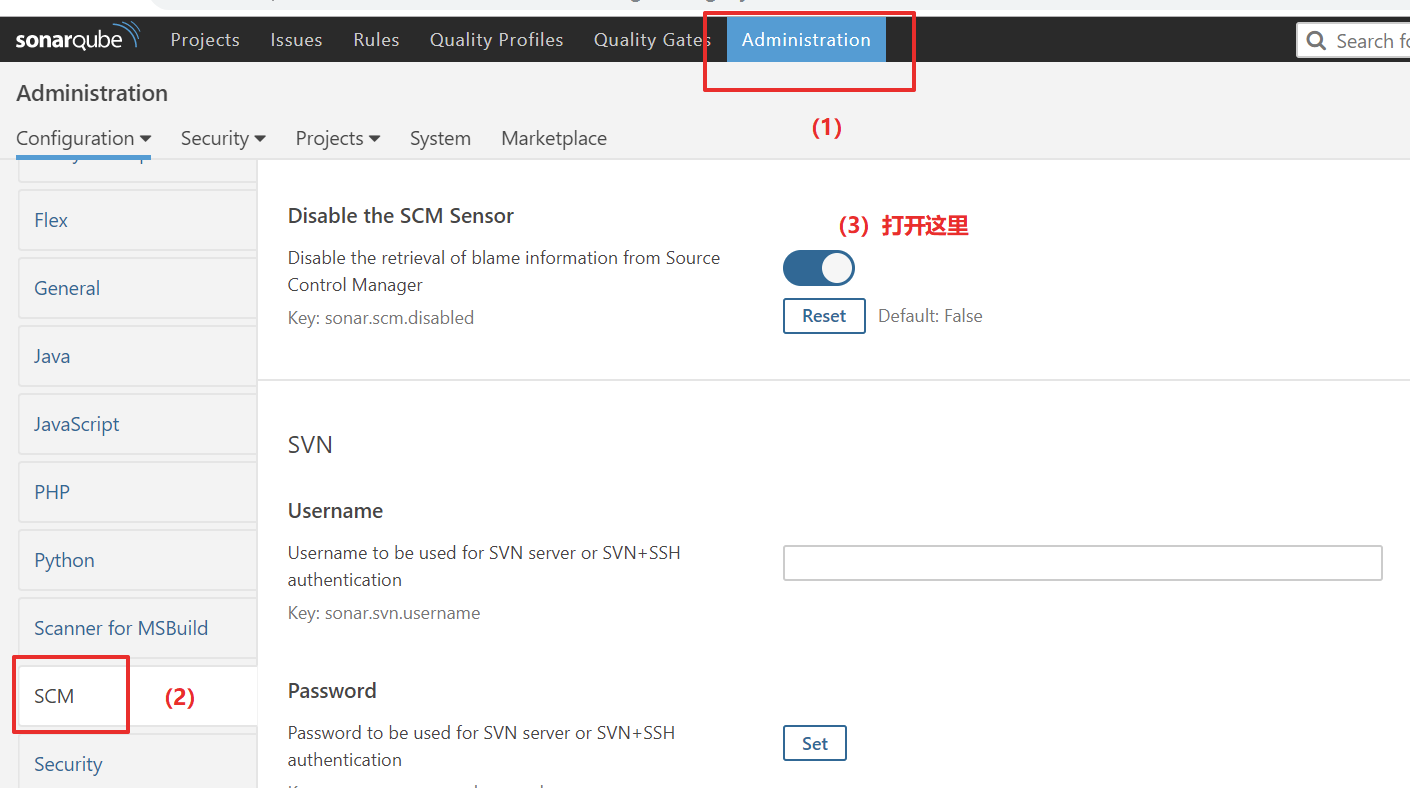 sonarqube Projects Issues Rules Quality Profiles Quality Gates Administration Search fo
(1)
Administration
Configuration Security Projects System Marketplace
Flex
General
Java
JavaScript
PHP
Python
Scanner for MSBuild
SCM (2)
Security
Disable the SCM Sensor
(3) 打开这里
Disable the retrieval of blame information from Source
Control Manager
Key: sonar.scm.disabled
Reset Default: False
SVN
Username
Username to be used for SVN server or SVN+SSH
authentication
Key: sonar.svn.username
Password
Password to be used for SVN server or SVN+SSH
authentication
Set